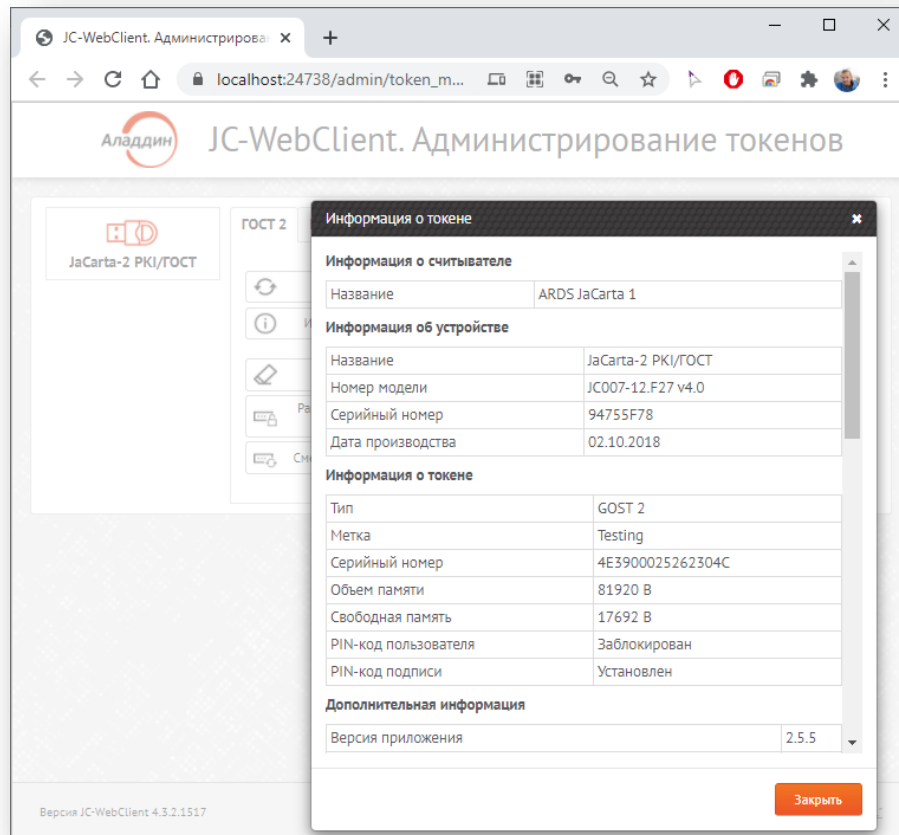 JC-WebClient. Администрирова
localhost:24738/admin/token_m...
Аладдин
JC-WebClient. Администрирование токенов
JaCarta-2 PKI/ГОСТ
ГОСТ 2
Информация о токене
Информация о считывателе
Название ARDS JaCarta 1
Информация об устройстве
Название JaCarta-2 PKI/ГОСТ
Номер модели JC007-12.F27 v4.0
Серийный номер 94755F78
Дата производства 02.10.2018
Информация о токене
Тип GOST 2
Метка Testing
Серийный номер 4E3900025262304C
Объем памяти 81920 B
Свободная память 17692 B
PIN-код пользователя Заблокирован
PIN-код подписи Установлен
Дополнительная информация
Версия приложения 2.5.5
Закрыть
Версия JC-WebClient 4.3.2.1517